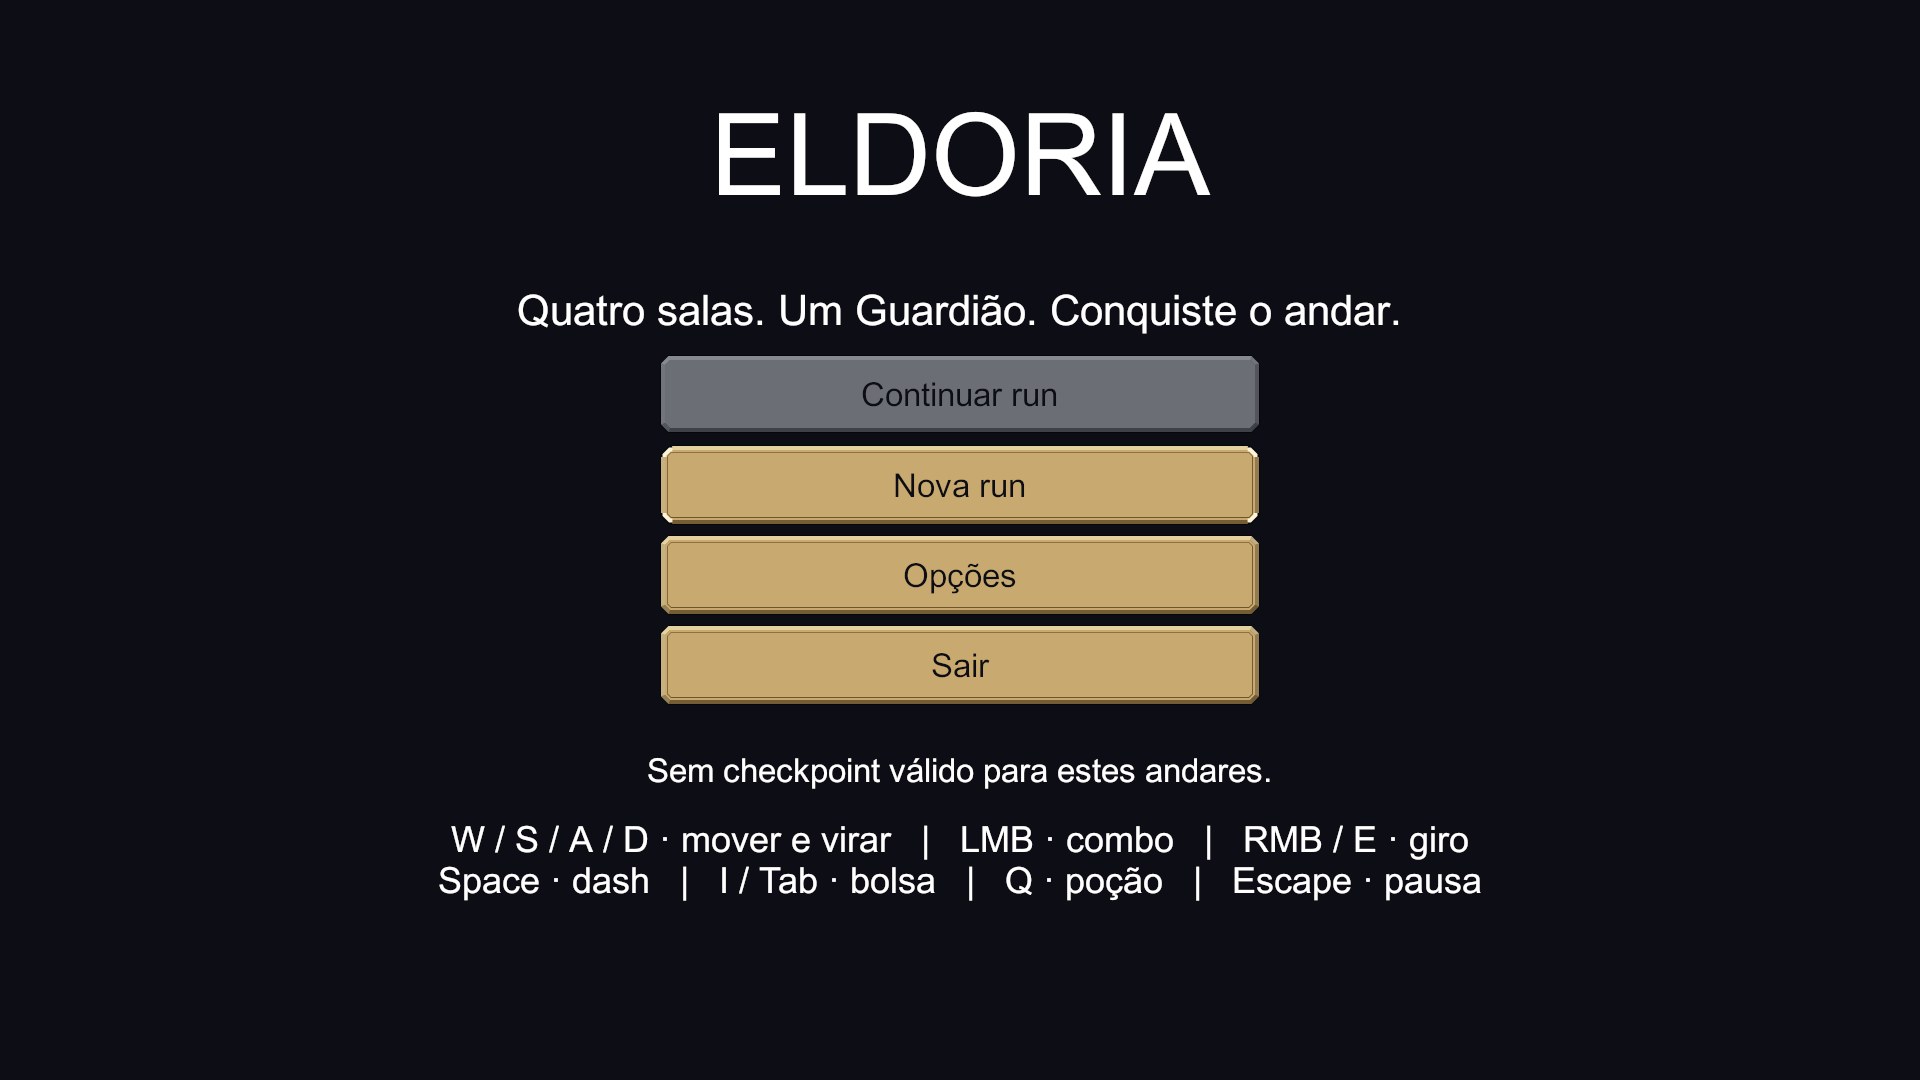 ELDORIA
Quatro salas. Um Guardião. Conquiste o andar.
Continuar run
Nova run
Opções
Sair
Sem checkpoint válido para estes andares.
W / S / A / D · mover e virar | LMB · combo | RMB / E · giro
Space · dash | I / Tab · bolsa | Q · poção | Escape · pausa